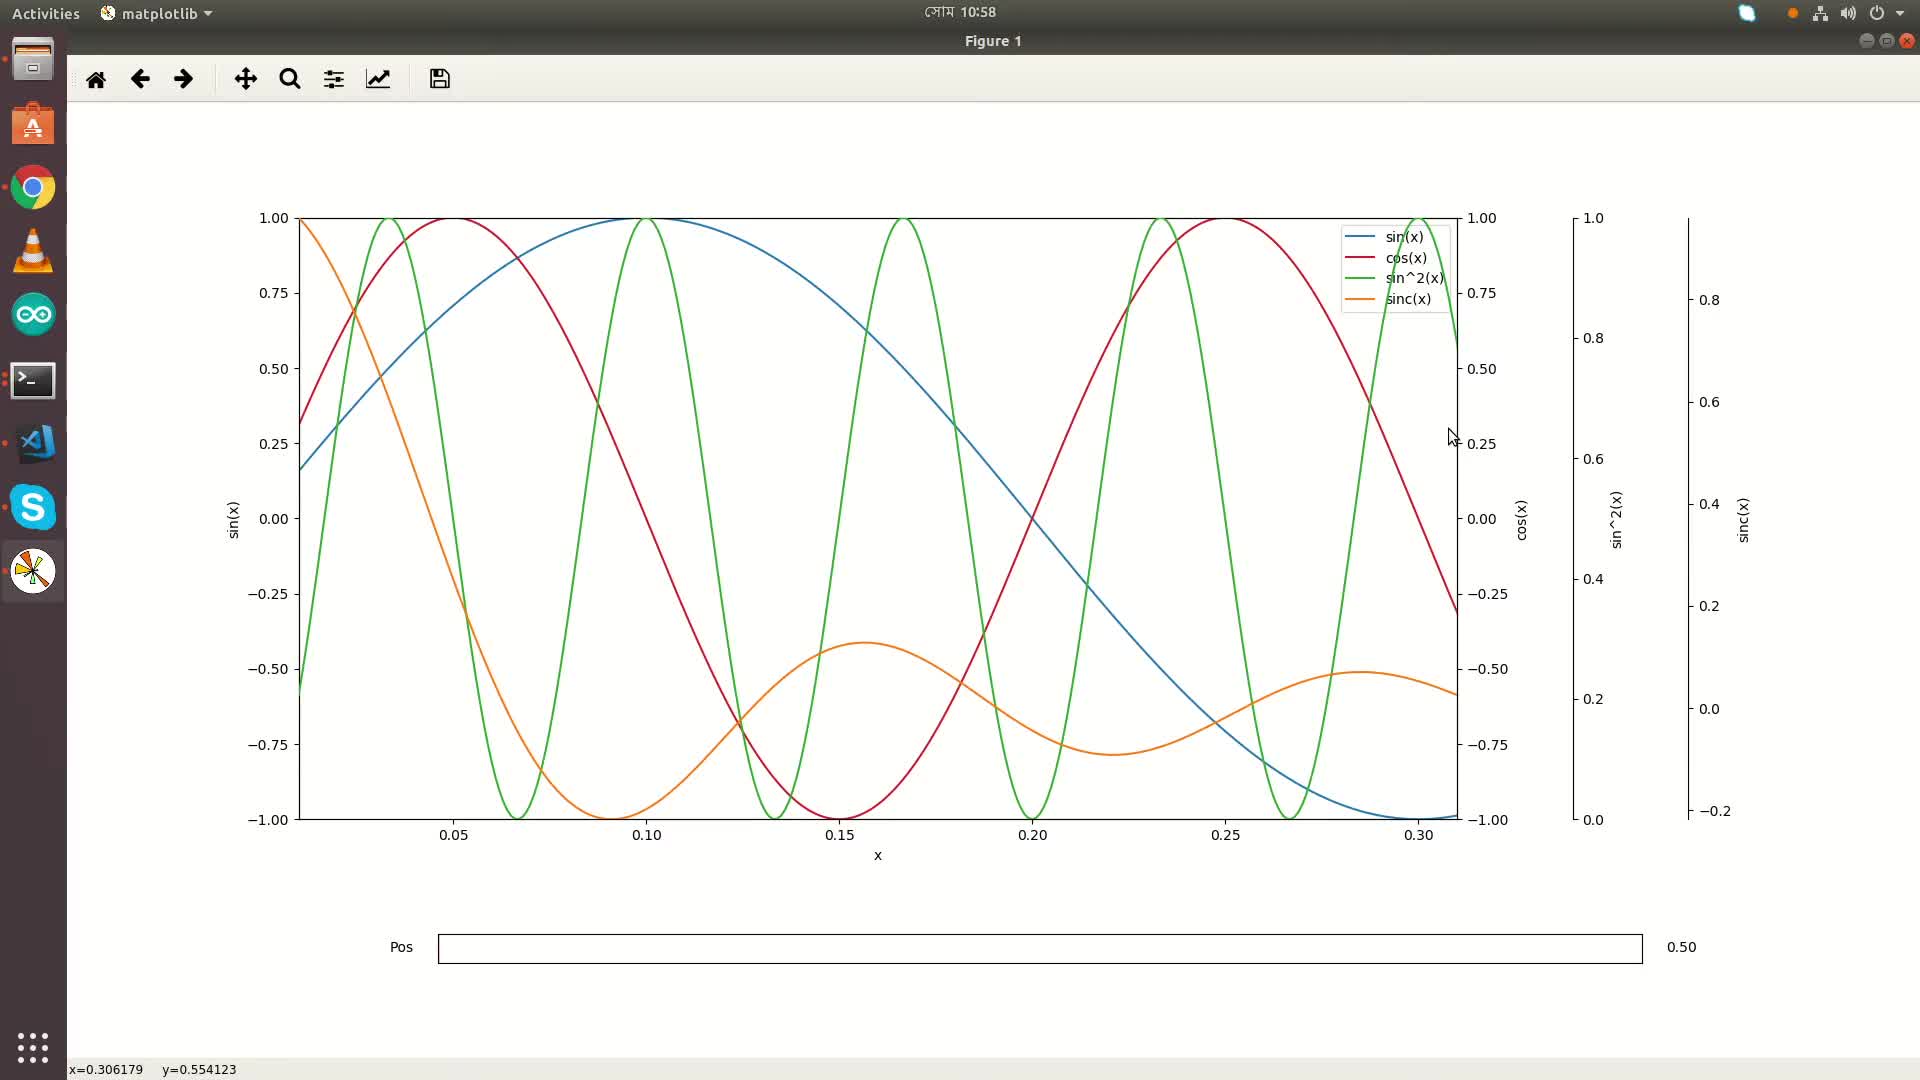 Activities matplotlib সোম 10:58
Figure 1
sin(x)
cos(x)
sin^2(x)
sinc(x)
1.00
0.75
0.50
0.25
0.00
−0.25
−0.50
−0.75
−1.00
sin(x)
0.05 0.10 0.15 0.20 0.25 0.30
x
1.00
0.75
0.50
0.25
0.00
−0.25
−0.50
−0.75
−1.00
cos(x)
1.0
0.8
0.6
0.4
0.2
0.0
sin^2(x)
0.8
0.6
0.4
0.2
0.0
−0.2
sinc(x)
Pos 0.50
x=0.306179 y=0.554123